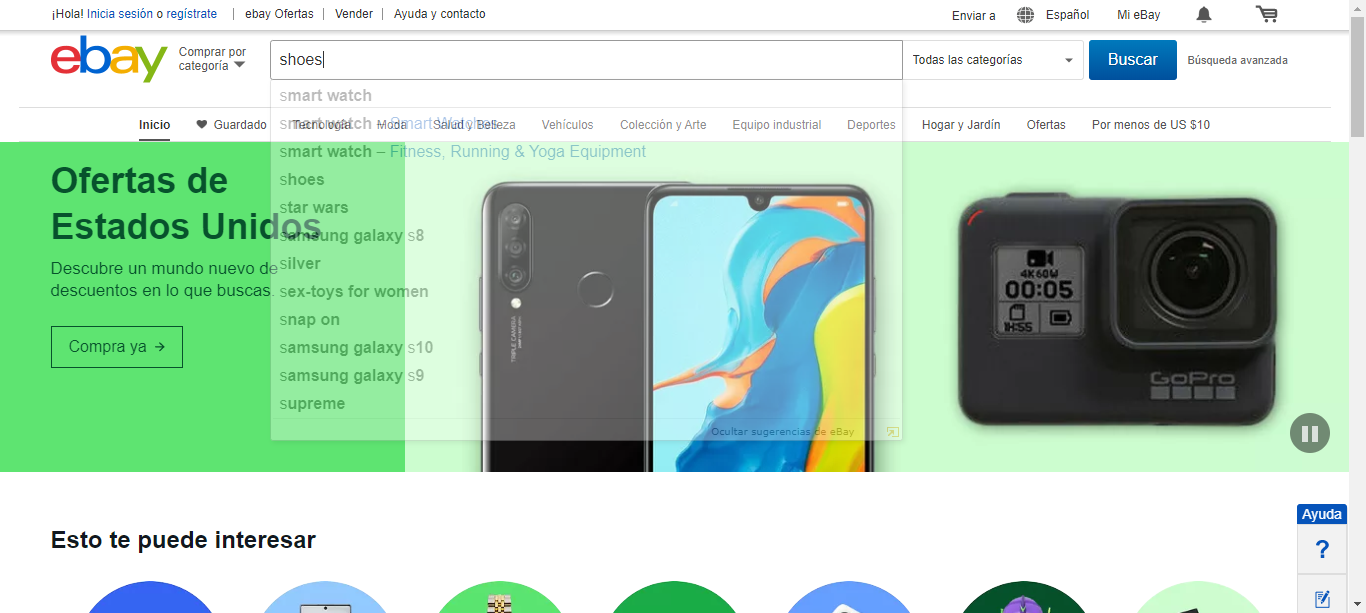 ¡Hola! Inicia sesión o regístrate
ebay Ofertas
Vender
Ayuda y contacto
Enviar a
Español
Mi eBay
ebay
Comprar por
categoría
shoes
Todas las categorías
Buscar
Búsqueda avanzada
Inicio
Guardado
Tecnología
Moda
Salud y Belleza
Vehículos
Colección y Arte
Equipo industrial
Deportes
Hogar y Jardín
Ofertas
Por menos de US $10
smart watch
smart watch – Smart Watches
smart watch – Fitness, Running & Yoga Equipment
shoes
star wars
samsung galaxy s8
silver
sex-toys for women
snap on
samsung galaxy s10
samsung galaxy s9
supreme
Ocultar sugerencias de eBay
Ofertas de
Estados Unidos
Descubre un mundo nuevo de
descuentos en lo que buscas.
Compra ya →
TRIPLE CAMERA
4K60W
00:05
1H:55
GoPro
Esto te puede interesar
Ayuda
?